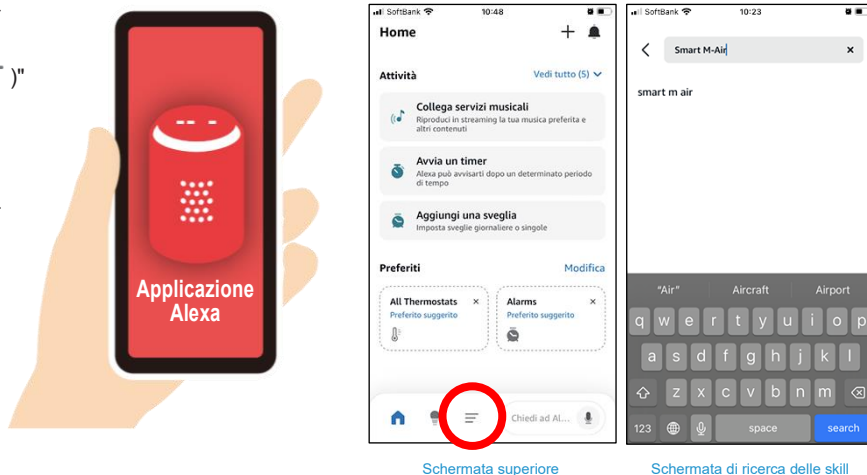 )"
Applicazione
Alexa
SoftBank 10:48
Home
Attività Vedi tutto (5)
Collega servizi musicali
Riproduci in streaming la tua musica preferita e
altri contenuti
Avvia un timer
Alexa può avvisarti dopo un determinato periodo
di tempo
Aggiungi una sveglia
Imposta sveglie giornaliere o singole
Preferiti Modifica
All Thermostats ×
Preferito suggerito
Alarms ×
Preferito suggerito
Chiedi ad Al...
Schermata superiore
SoftBank 10:23
Smart M-Air ×
smart m air
"Air" Aircraft Airport
q w e r t y u i o p
a s d f g h j k l
z x c v b n m
123 space search
Schermata di ricerca delle skill